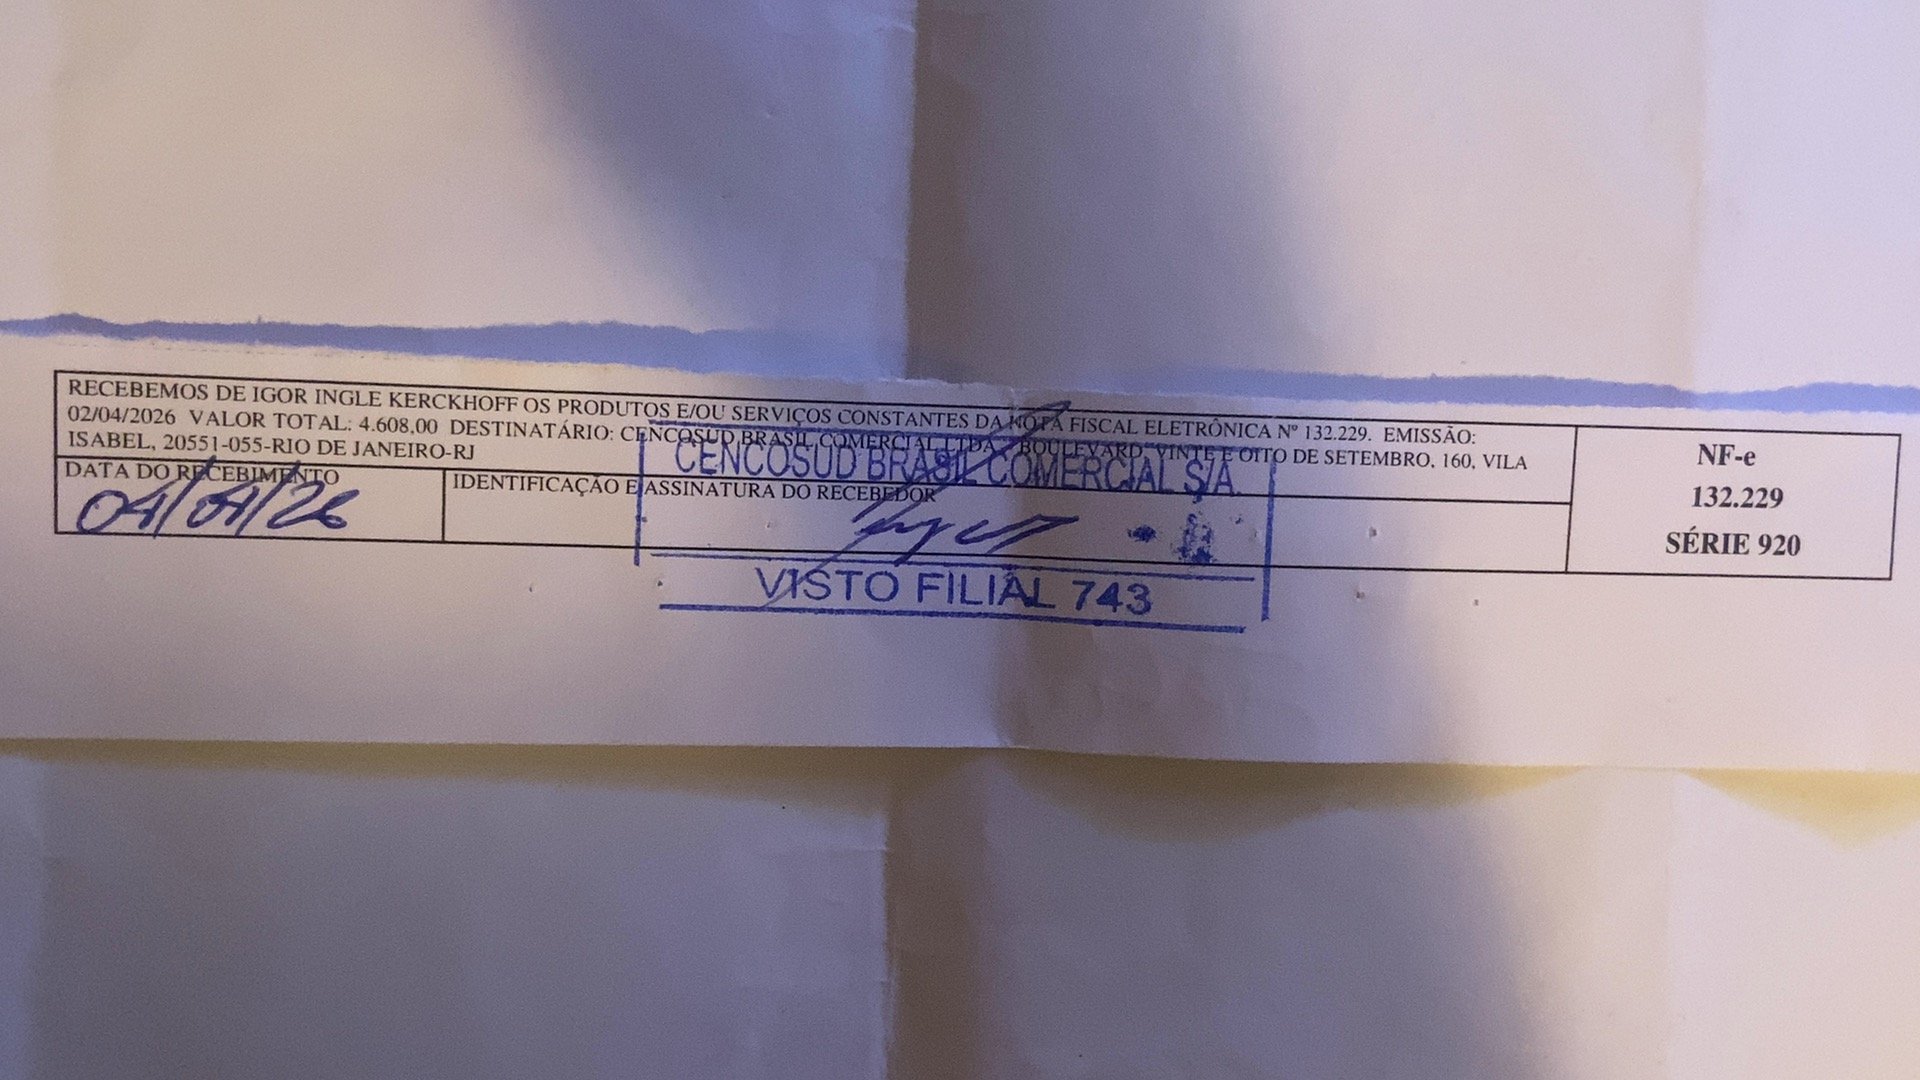 RECEBEMOS DE IGOR INGLE KERCKHOFF OS PRODUTOS E/OU SERVIÇOS CONSTANTES DA NOTA FISCAL ELETRÔNICA Nº 132.229. EMISSÃO:
02/04/2026 VALOR TOTAL: 4.608,00 DESTINATÁRIO: CENCOSUD BRASIL COMERCIAL LTDA - BOULEVARD VINTE E OITO DE SETEMBRO, 160, VILA
ISABEL, 20551-055-RIO DE JANEIRO-RJ
DATA DO RECEBIMENTO
04/04/26
IDENTIFICAÇÃO E ASSINATURA DO RECEBEDOR
CENCOSUD BRASIL COMERCIAL S/A.
VISTO FILIAL 743
NF-e
132.229
SÉRIE 920